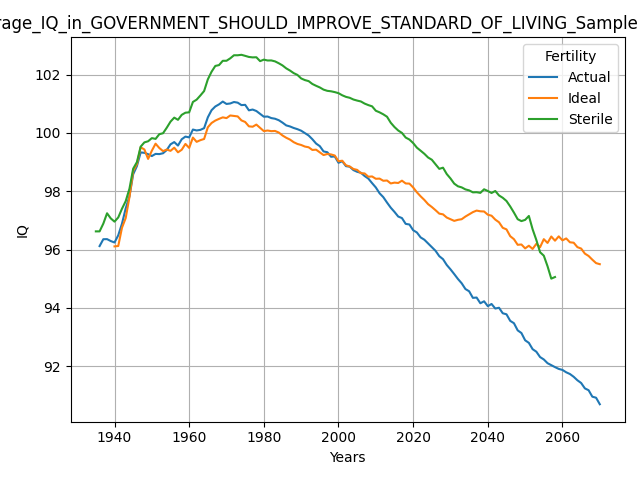 rage_IQ_in_GOVERNMENT_SHOULD_IMPROVE_STANDARD_OF_LIVING_Sample
Fertility
Actual
Ideal
Sterile
102
100
98
96
94
92
IQ
1940
1960
1980
2000
2020
2040
2060
Years